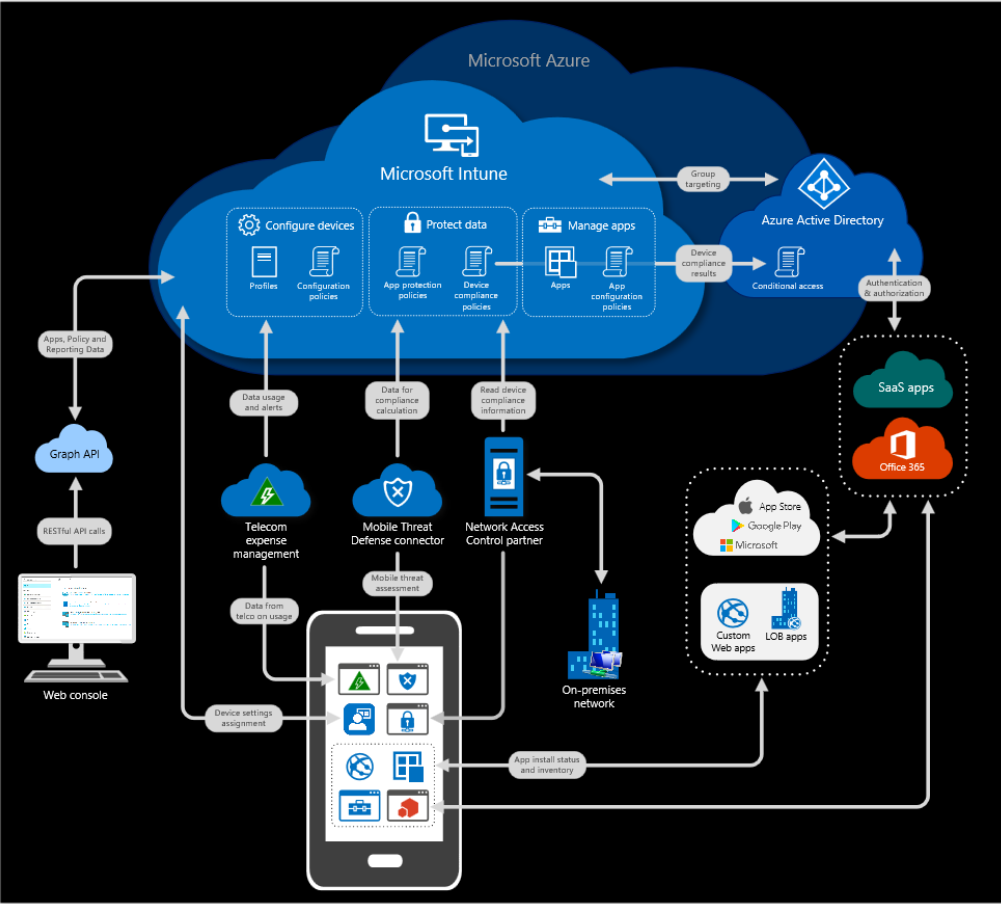 Microsoft Azure
Microsoft Intune
Group
targeting
Azure Active Directory
Configure devices
Protect data
Manage apps
Profiles
Configuration
policies
App protection
policies
Device
compliance
policies
Apps
App
configuration
policies
Device
compliance
results
Conditional access
Authentication
& authorization
Apps, Policy and
Reporting Data
Data usage
and alerts
Data for
compliance
calculation
Read device
compliance
information
SaaS apps
Office 365
Graph API
RESTful API calls
Telecom
expense
management
Mobile Threat
Defense connector
Network Access
Control partner
App Store
Google Play
Microsoft
Mobile threat
assessment
Data from
telco on usage
Custom
Web apps
LOB apps
Web console
On-premises
network
Device settings
assignment
App install status
and inventory